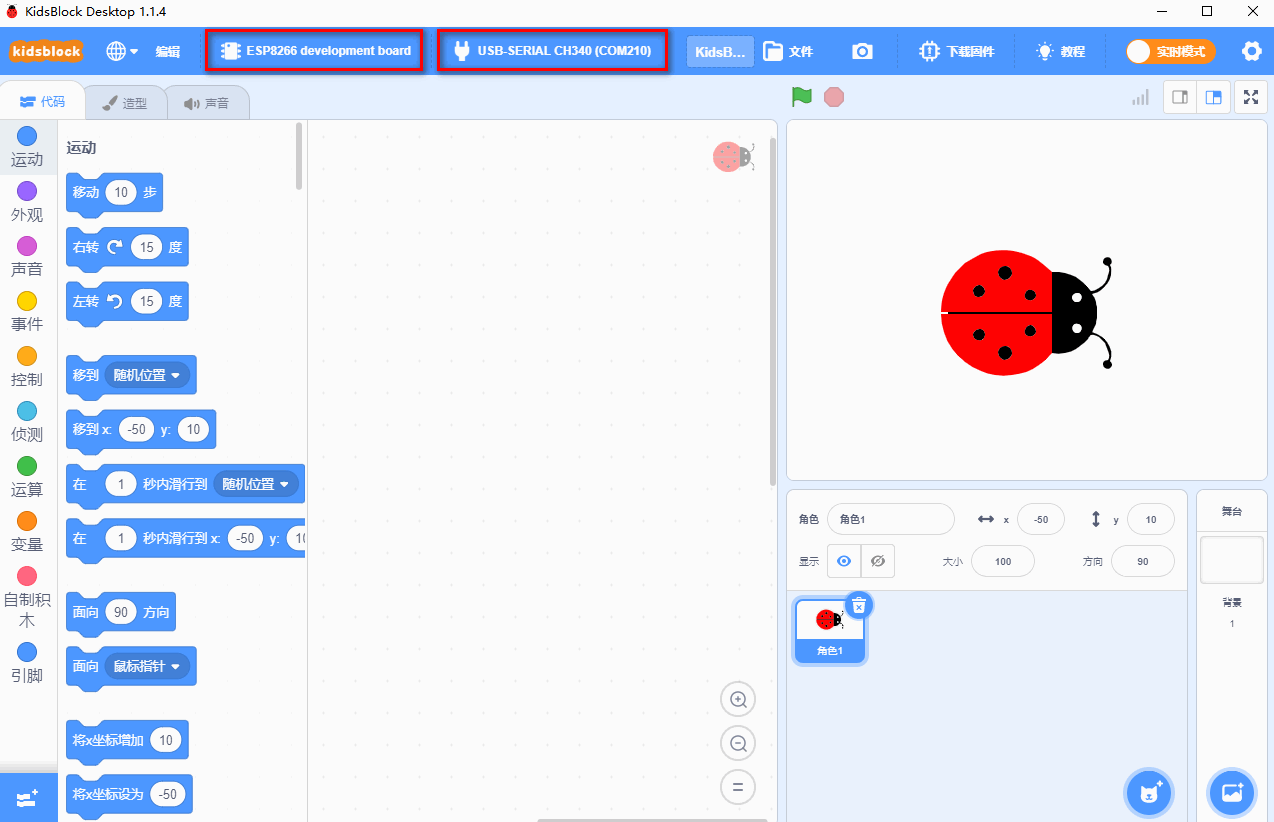 KidsBlock Desktop 1.1.4
kidsblock
编辑
ESP8266 development board
USB-SERIAL CH340 (COM210)
KidsB...
文件
下载固件
教程
实时模式
代码
造型
声音
运动
外观
声音
事件
控制
侦测
运算
变量
自制积
木
引脚
运动
移动 10 步
右转 15 度
左转 15 度
移到 随机位置
移到 x: -50 y: 10
在 1 秒内滑行到 随机位置
在 1 秒内滑行到 x: -50 y: 10
面向 90 方向
面向 鼠标指针
将x坐标增加 10
将x坐标设为 -50
角色 角色1 x -50 y 10
显示 大小 100 方向 90
角色1
舞台
背景
1